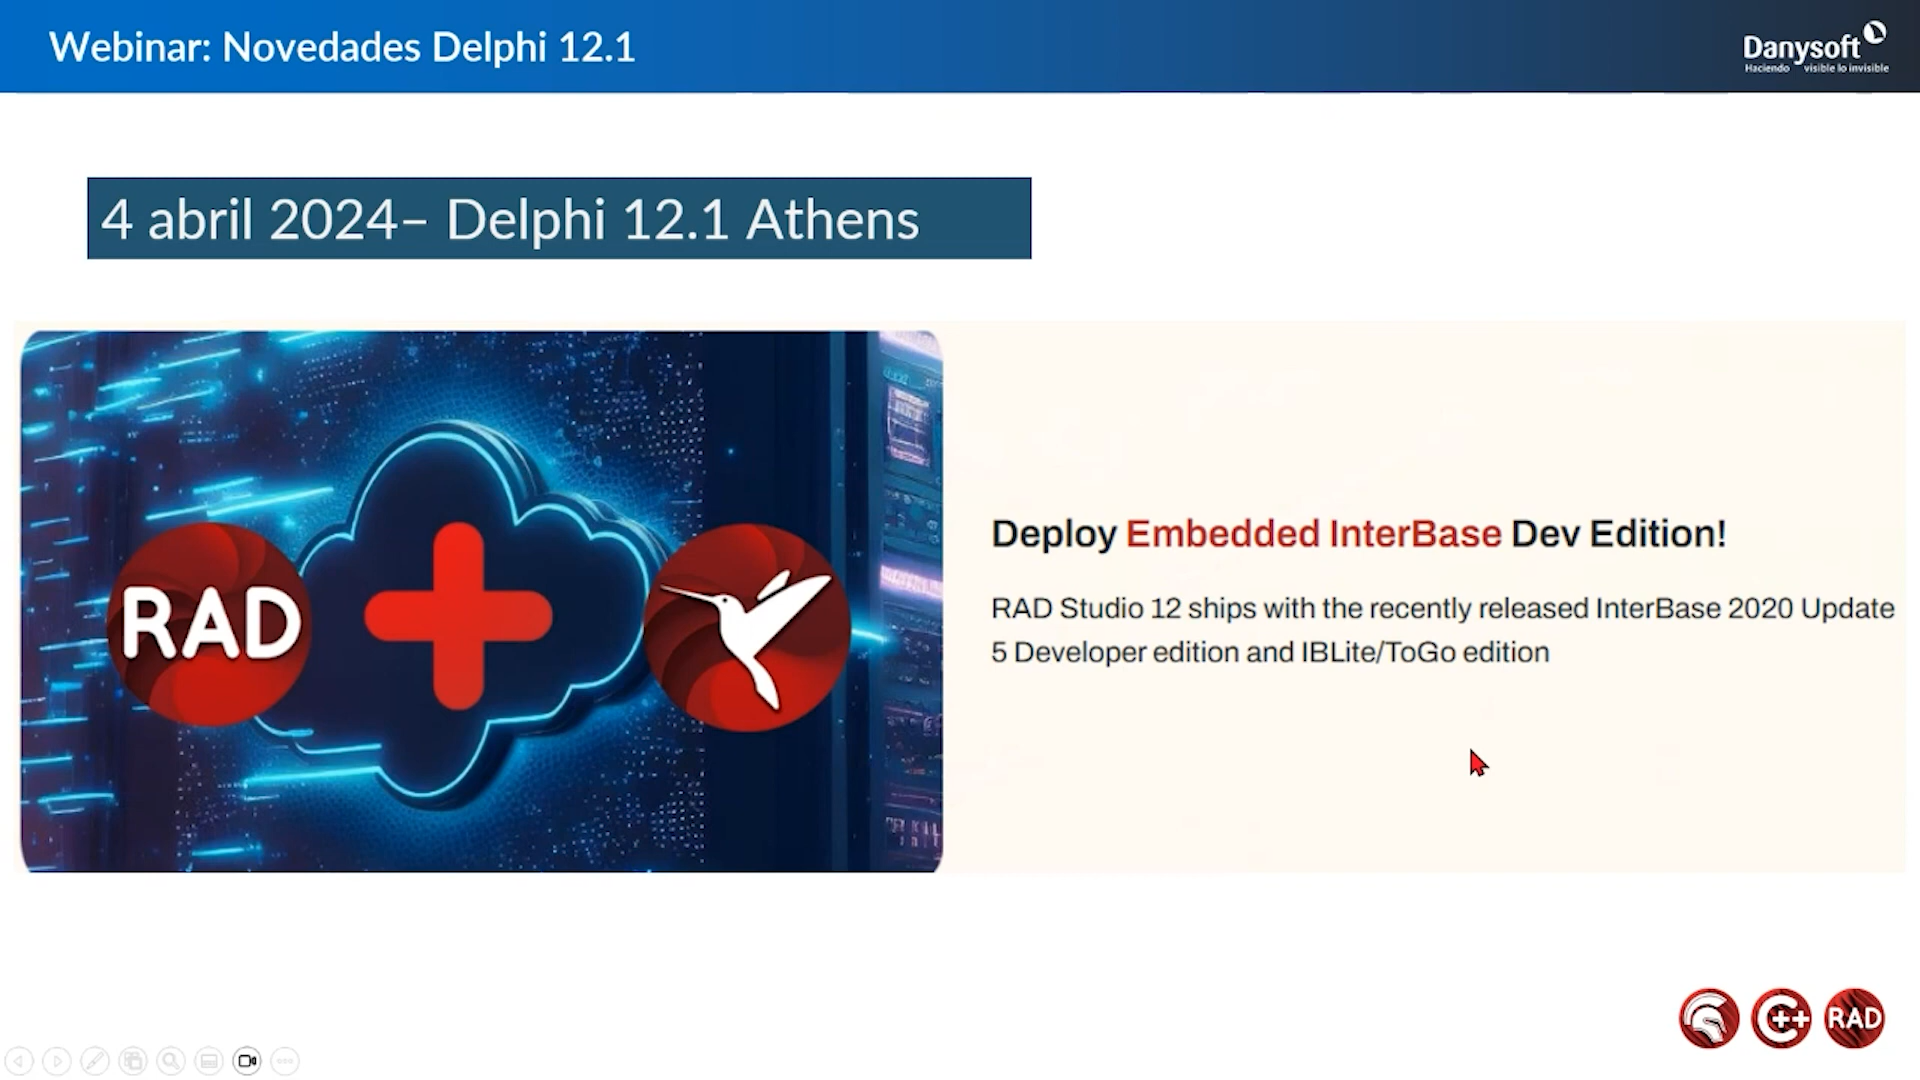 Webinar: Novedades Delphi 12.1
Danysoft
Haciendo visible lo invisible
4 abril 2024– Delphi 12.1 Athens
RAD
Deploy Embedded InterBase Dev Edition!
RAD Studio 12 ships with the recently released InterBase 2020 Update
5 Developer edition and IBLite/ToGo edition
C++
RAD